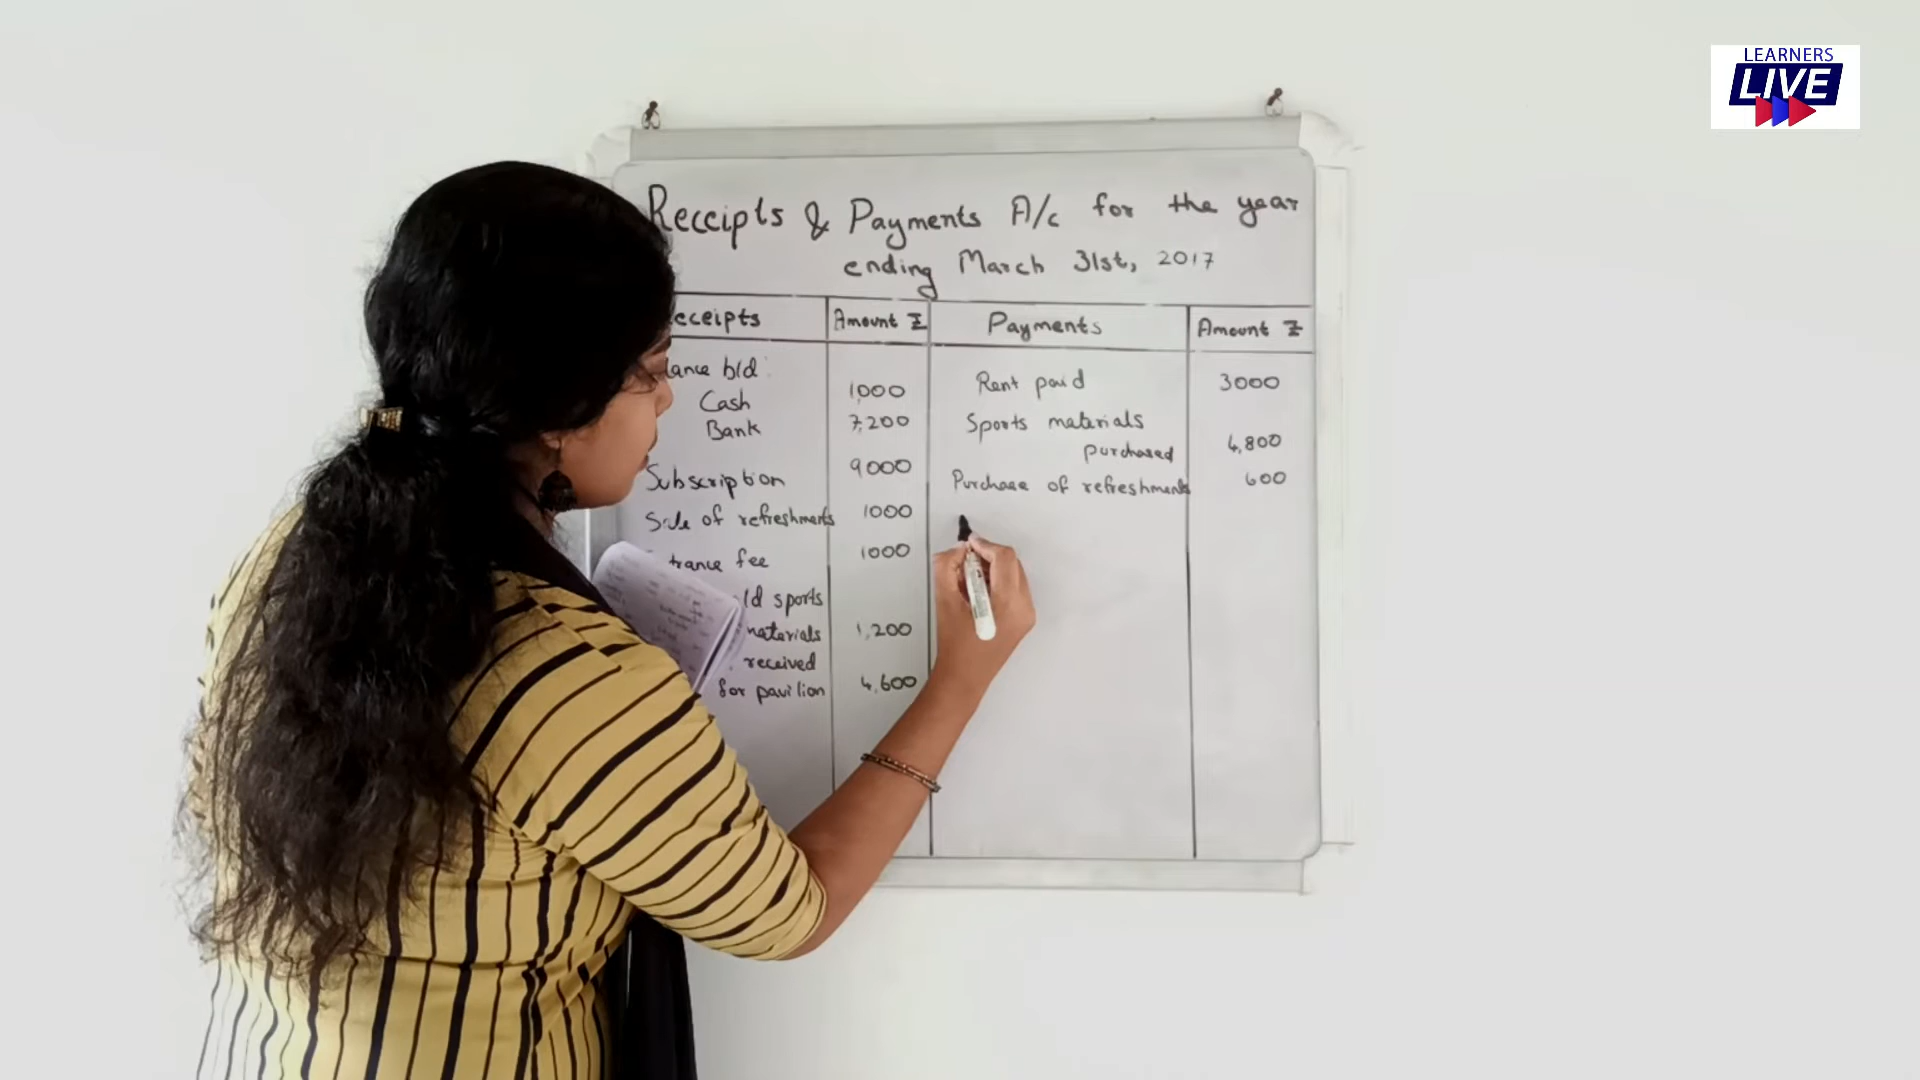 LEARNERS
LIVE
Receipts & Payments A/c for the year
ending March 31st, 2017
eceipts Amount ₹ Payments Amount ₹
lance b/d:
Cash 1,000
Bank 7,200
Subscription 9000
Sale of refreshments 1000
trance fee 1000
ld sports
materials 1,200
received
for pavilion 4,600
Rent paid 3000
Sports materials
purchased 4,800
Purchase of refreshments 600